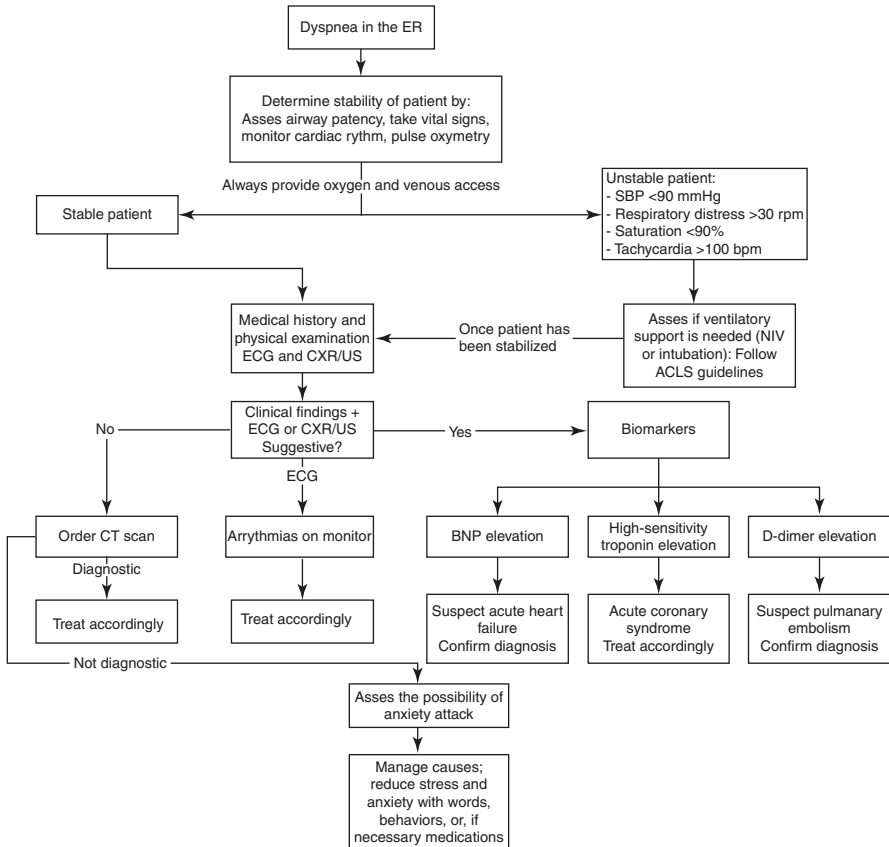 Dyspnea in the ER
Determine stability of patient by:
Asses airway patency, take vital signs,
monitor cardiac rythm, pulse oxymetry
Always provide oxygen and venous access
Stable patient
Unstable patient:
- SBP <90 mmHg
- Respiratory distress >30 rpm
- Saturation <90%
- Tachycardia >100 bpm
Medical history and
physical examination
ECG and CXR/US
Once patient has
been stabilized
Asses if ventilatory
support is needed (NIV
or intubation): Follow
ACLS guidelines
Clinical findings +
ECG or CXR/US
Suggestive?
No
Yes
ECG
Biomarkers
Order CT scan
Arrythmias on monitor
BNP elevation
High-sensitivity
troponin elevation
D-dimer elevation
Diagnostic
Treat accordingly
Treat accordingly
Suspect acute heart
failure
Confirm diagnosis
Acute coronary
syndrome
Treat accordingly
Suspect pulmanary
embolism
Confirm diagnosis
Not diagnostic
Asses the possibility of
anxiety attack
Manage causes;
reduce stress and
anxiety with words,
behaviors, or, if
necessary medications